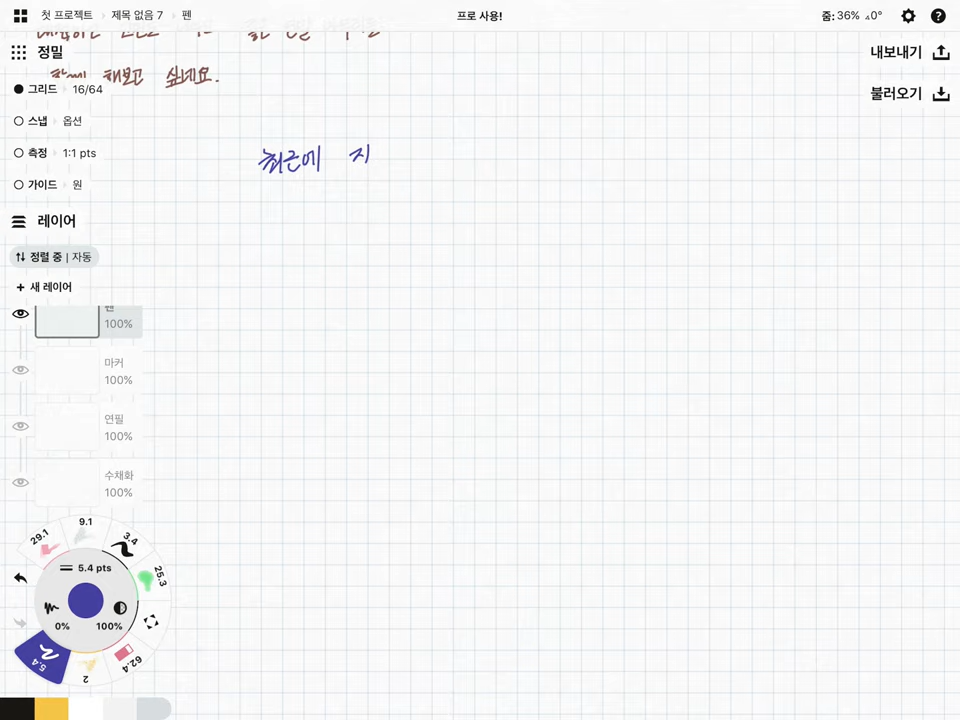 첫 프로젝트 › 제목 없음 7 › 펜
프로 사용!
줌: 36% ⊿0°
정밀
내보내기
해보고 싶네요.
그리드 › 16/64
불러오기
스냅 › 옵션
측정 › 1:1 pts
최근에 지
가이드 › 원
레이어
정렬 중 | 자동
+ 새 레이어
펜
100%
마커
100%
연필
100%
수채화
100%
9.1
29.1
3.4
25.3
5.4 pts
0%
100%
5.4
2
62.4